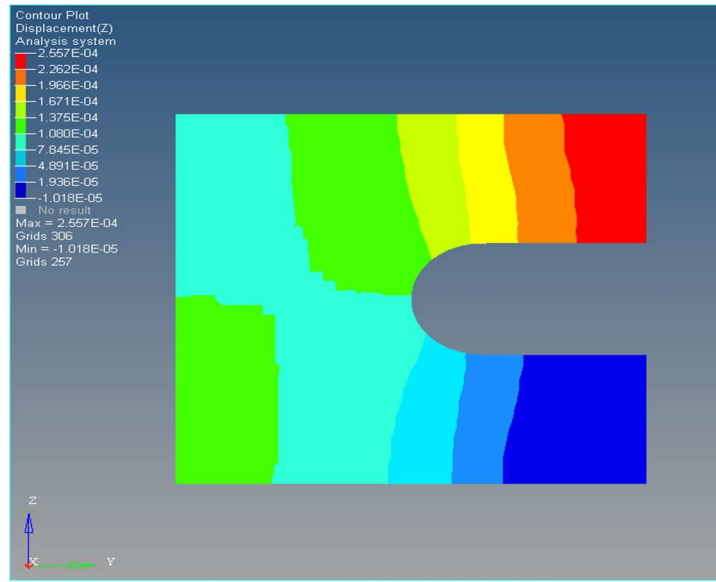 Contour Plot
Displacement(Z)
Analysis system
2.557E-04
2.262E-04
1.966E-04
1.671E-04
1.375E-04
1.080E-04
7.845E-05
4.891E-05
1.936E-05
-1.018E-05
No result
Max = 2.557E-04
Grids 306
Min = -1.018E-05
Grids 257
Z
X Y